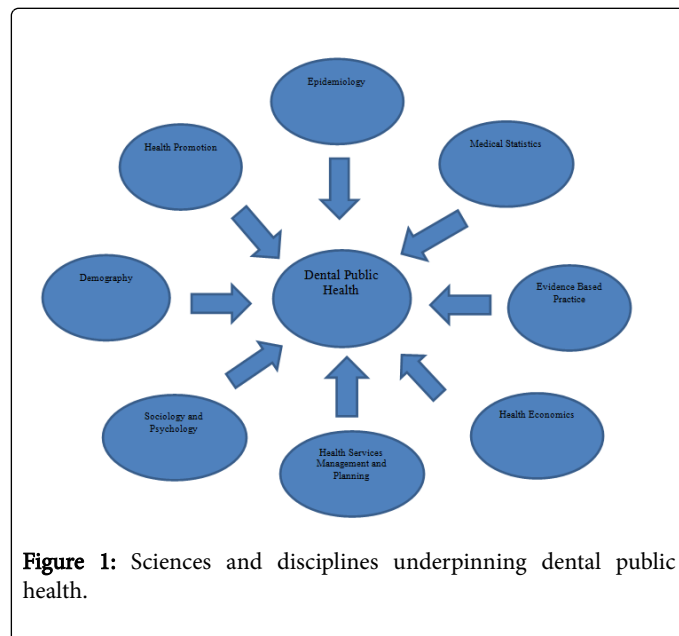 Epidemiology
Health Promotion
Medical Statistics
Demography
Dental Public
Health
Evidence Based
Practice
Sociology and
Psychology
Health Services
Management and
Planning
Health Economics
Figure 1: Sciences and disciplines underpinning dental public
health.